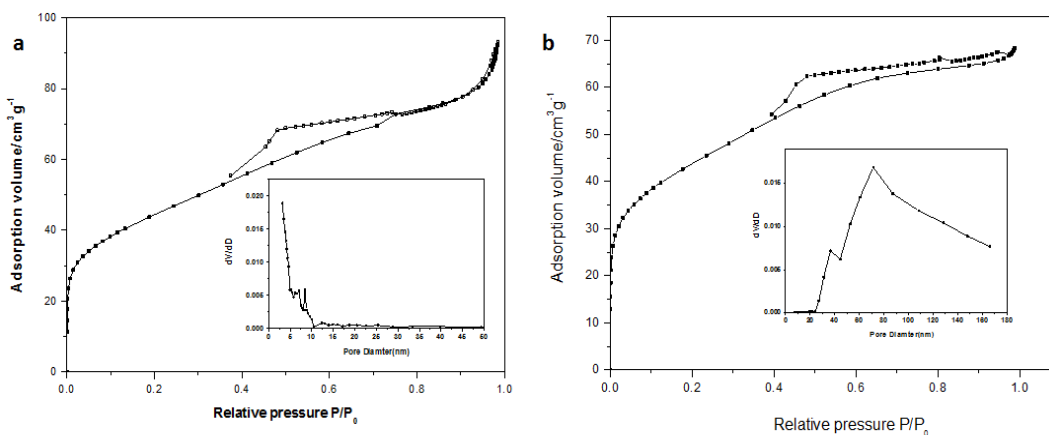 a
Adsorption volume/cm³g⁻¹
100
80
60
40
20
0
0.0 0.2 0.4 0.6 0.8 1.0
Relative pressure P/P₀
dV/dD
0.020
0.015
0.010
0.005
0.000
0 5 10 15 20 25 30 35 40 45 50
Pore Diamter(nm)
b
Adsorption volume/cm³g⁻¹
75
70
60
50
40
30
20
10
0
0.0 0.2 0.4 0.6 0.8 1.0
Relative pressure P/P₀
dV/dD
0.015
0.010
0.005
0.000
0 20 40 60 80 100 120 140 160 180
Pore Diamter(nm)